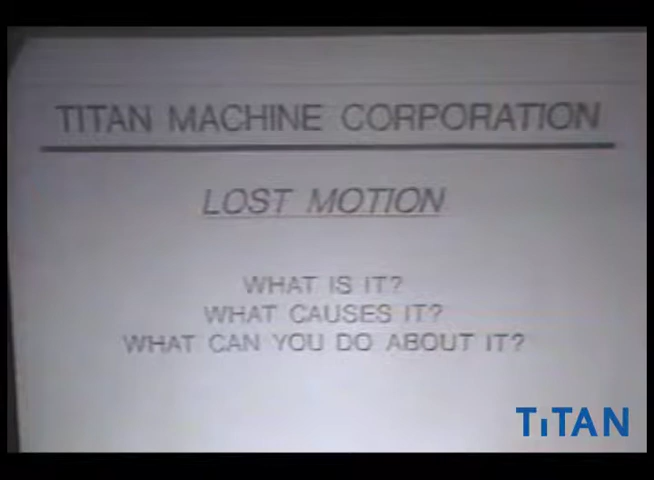 TITAN MACHINE CORPORATION
LOST MOTION
WHAT IS IT?
WHAT CAUSES IT?
WHAT CAN YOU DO ABOUT IT?
TiTAN